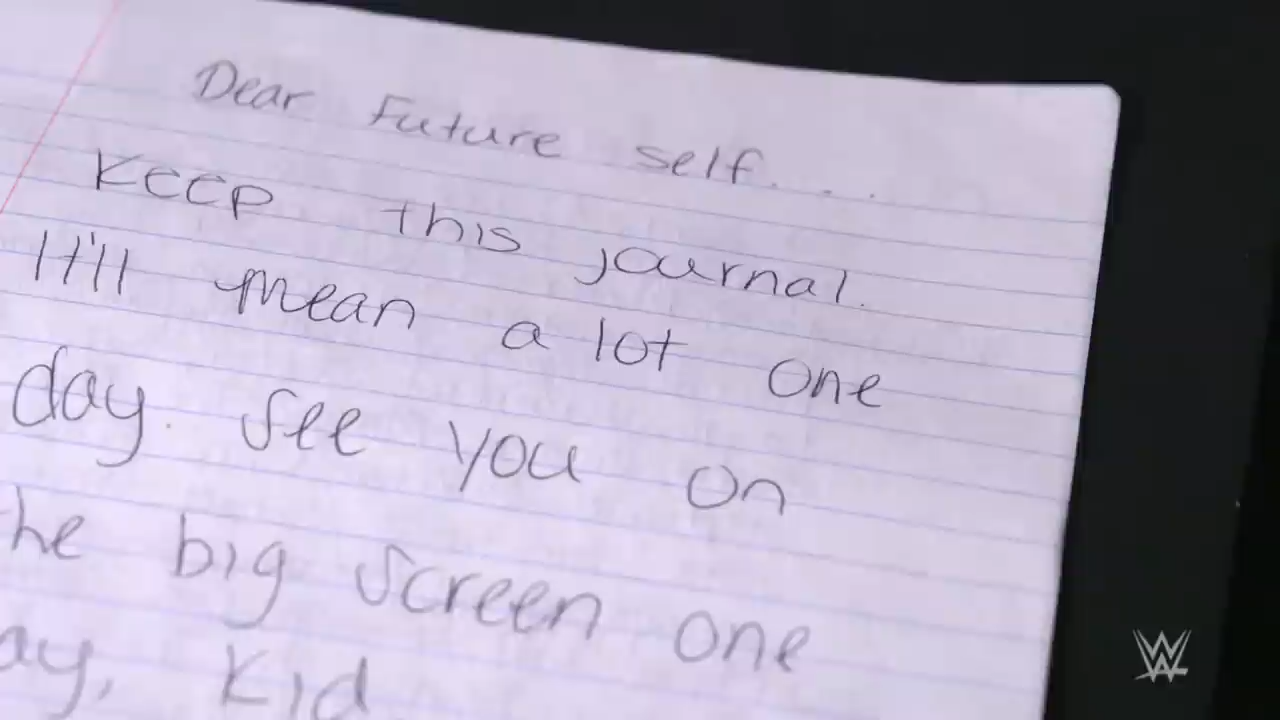 Dear Future self....
Keep this journal.
It'll mean a lot one
day. See you on
he big screen one
ay, kid
W